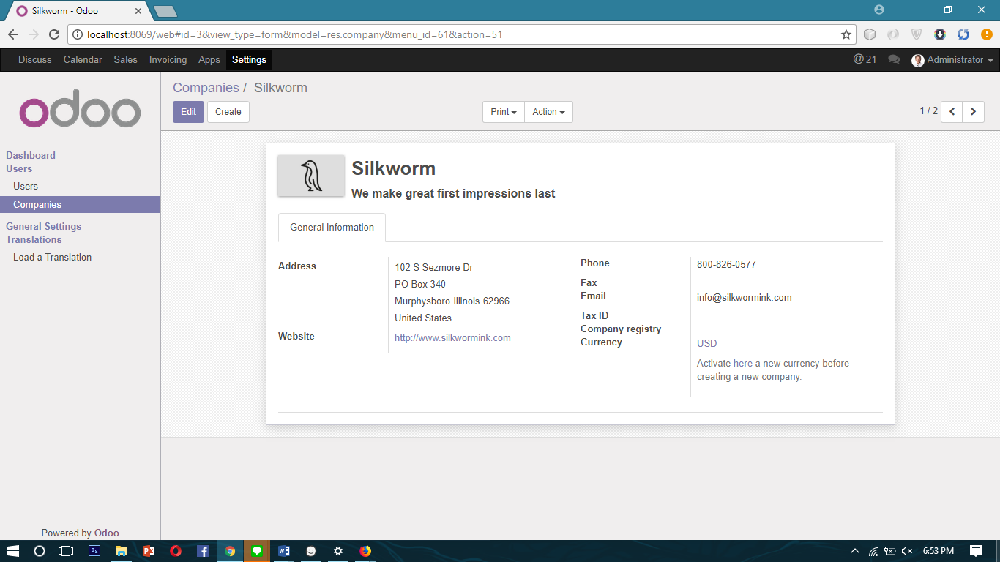 Silkworm - Odoo
localhost:8069/web#id=3&view_type=form&model=res.company&menu_id=61&action=51
Discuss Calendar Sales Invoicing Apps Settings @ 21 Administrator
odoo
Companies / Silkworm
Edit Create Print Action 1 / 2
Dashboard
Users
Users
Companies
General Settings
Translations
Load a Translation
Silkworm
We make great first impressions last
General Information
Address
102 S Sezmore Dr
PO Box 340
Murphysboro Illinois 62966
United States
Website
http://www.silkwormink.com
Phone
800-826-0577
Fax
Email
info@silkwormink.com
Tax ID
Company registry
Currency
USD
Activate here a new currency before
creating a new company.
Powered by Odoo
6:53 PM